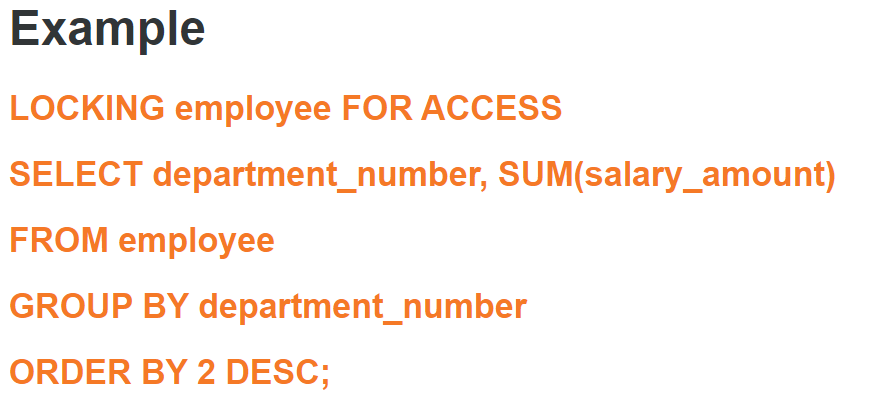 Example
LOCKING employee FOR ACCESS
SELECT department_number, SUM(salary_amount)
FROM employee
GROUP BY department_number
ORDER BY 2 DESC;